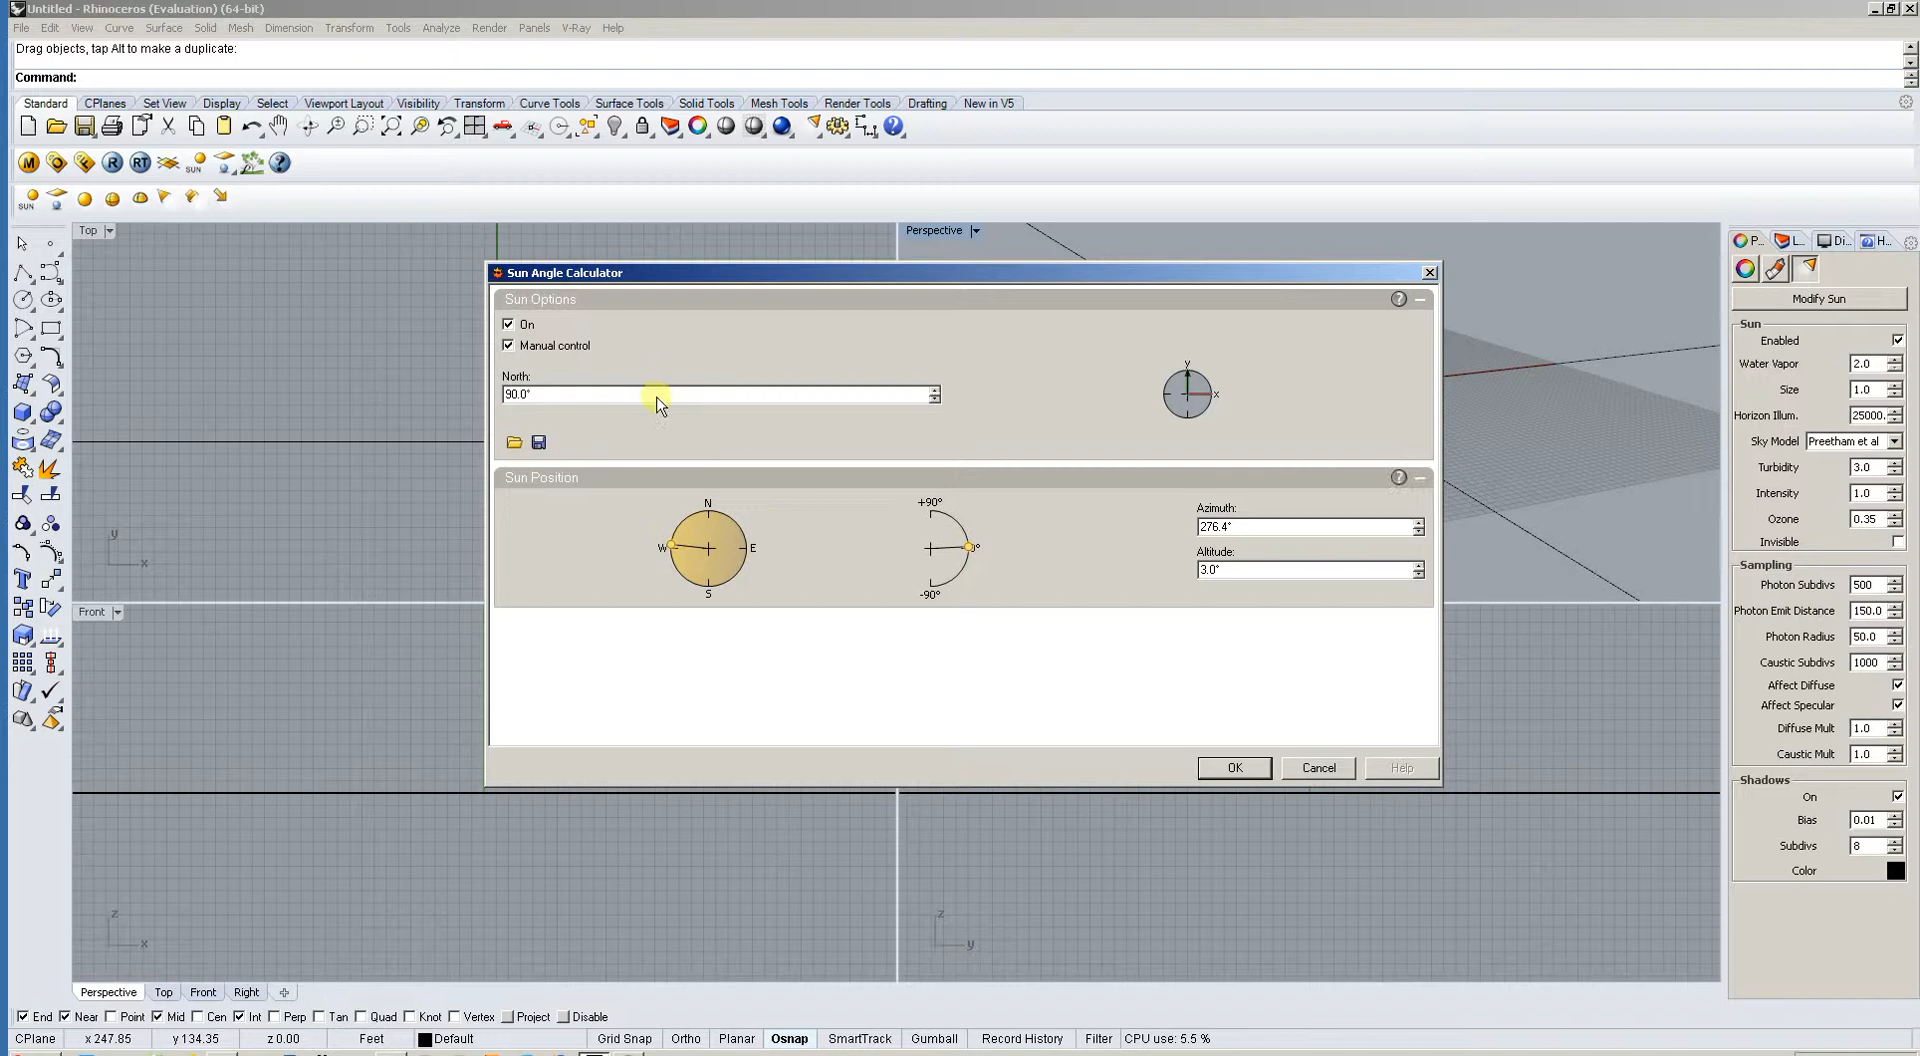 Untitled - Rhinoceros (Evaluation) (64-bit)
File Edit View Curve Surface Solid Mesh Dimension Transform Tools Analyze Render Panels V-Ray Help
Drag objects, tap Alt to make a duplicate:
Command:
Standard CPlanes Set View Display Select Viewport Layout Visibility Transform Curve Tools Surface Tools Solid Tools Mesh Tools Render Tools Drafting New in V5
M O F R RT SUN
SUN
Top
Perspective
P... L... Di... H...
Sun Angle Calculator
Sun Options
On
Manual control
North:
90.0°
y
x
Sun Position
N
W E
S
+90°
0°
-90°
Azimuth:
276.4°
Altitude:
3.0°
OK Cancel Help
Modify Sun
Sun
Enabled
Water Vapor 2.0
Size 1.0
Horizon Illum. 25000.
Sky Model Preetham et al
Turbidity 3.0
Intensity 1.0
Ozone 0.35
Invisible
Sampling
Photon Subdivs 500
Photon Emit Distance 150.0
Photon Radius 50.0
Caustic Subdivs 1000
Affect Diffuse
Affect Specular
Diffuse Mult 1.0
Caustic Mult 1.0
Shadows
On
Bias 0.01
Subdivs 8
Color
y
x
Front
z
x
z
y
Perspective Top Front Right
End Near Point Mid Cen Int Perp Tan Quad Knot Vertex Project Disable
CPlane x 247.85 y 134.35 z 0.00 Feet Default Grid Snap Ortho Planar Osnap SmartTrack Gumball Record History Filter CPU use: 5.5 %